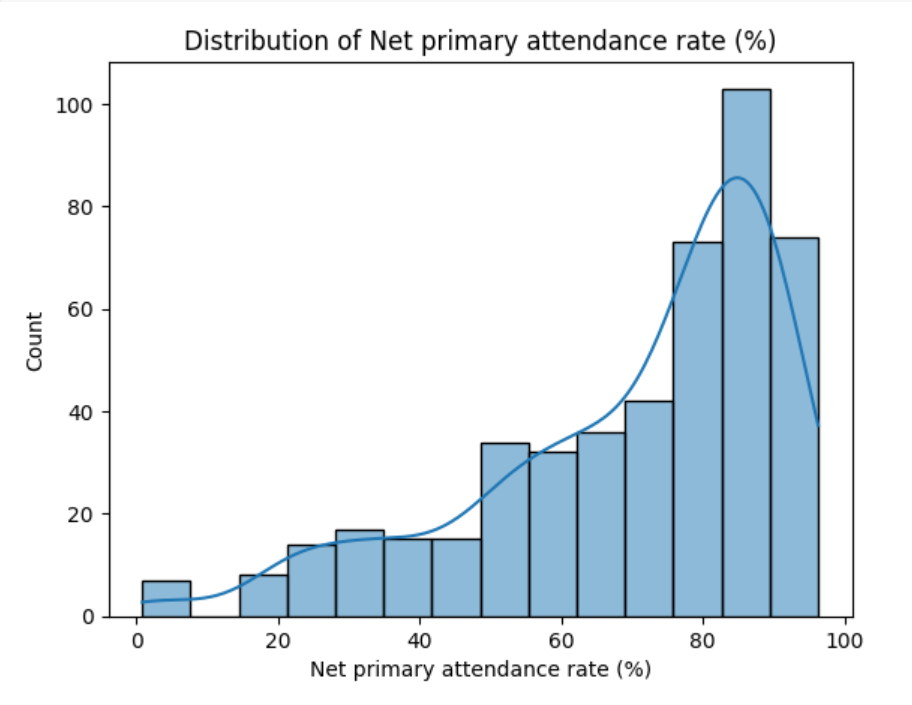 Distribution of Net primary attendance rate (%)
100
80
60
40
20
0
Count
0 20 40 60 80 100
Net primary attendance rate (%)